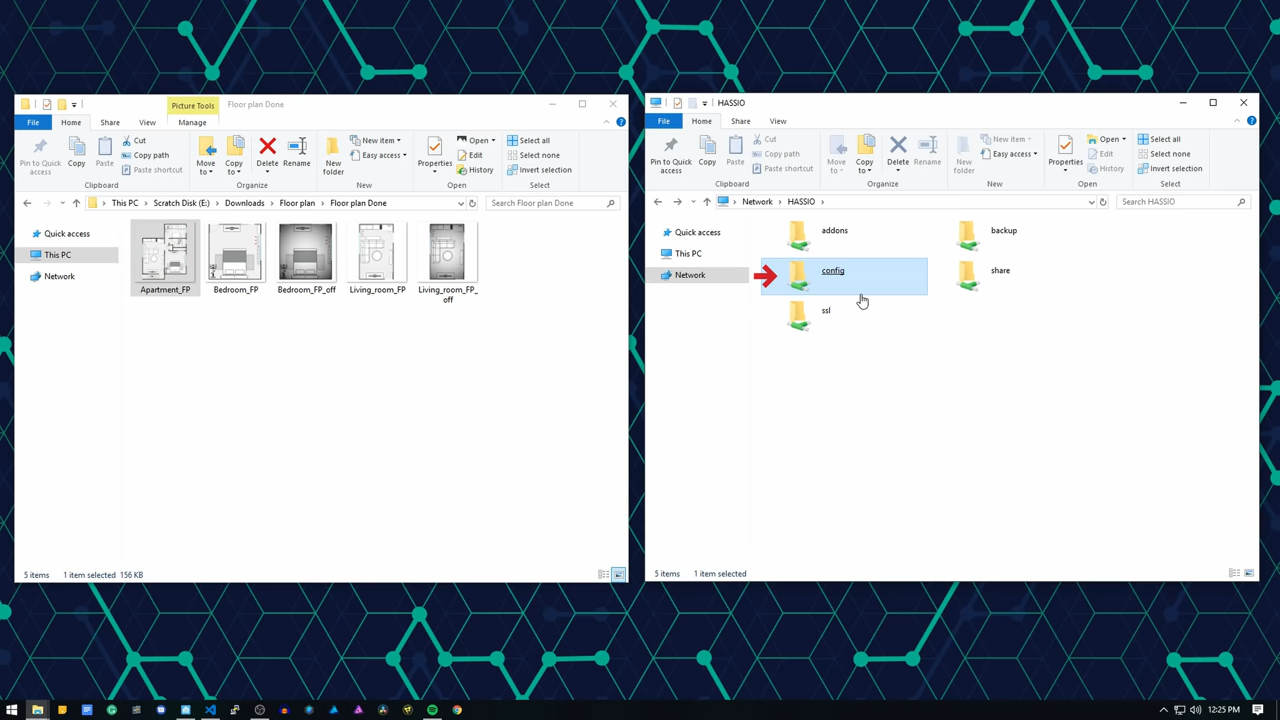 Picture Tools
Floor plan Done
File
Home
Share
View
Manage
Pin to Quick access
Copy
Paste
Cut
Copy path
Paste shortcut
Clipboard
Move to
Copy to
Delete
Rename
Organize
New folder
New item
Easy access
New
Properties
Open
Edit
History
Open
Select all
Select none
Invert selection
Select
This PC
Scratch Disk (E:)
Downloads
Floor plan
Floor plan Done
Search Floor plan Done
Quick access
This PC
Network
Apartment_FP
Bedroom_FP
Bedroom_FP_off
Living_room_FP
Living_room_FP_
off
5 items
1 item selected 156 KB
HASSIO
File
Home
Share
View
Pin to Quick access
Copy
Paste
Cut
Copy path
Paste shortcut
Clipboard
Move to
Copy to
Delete
Rename
Organize
New folder
New item
Easy access
New
Properties
Open
Edit
History
Open
Select all
Select none
Invert selection
Select
Network
HASSIO
Search HASSIO
Quick access
This PC
Network
addons
backup
config
share
ssl
5 items
1 item selected
12:25 PM